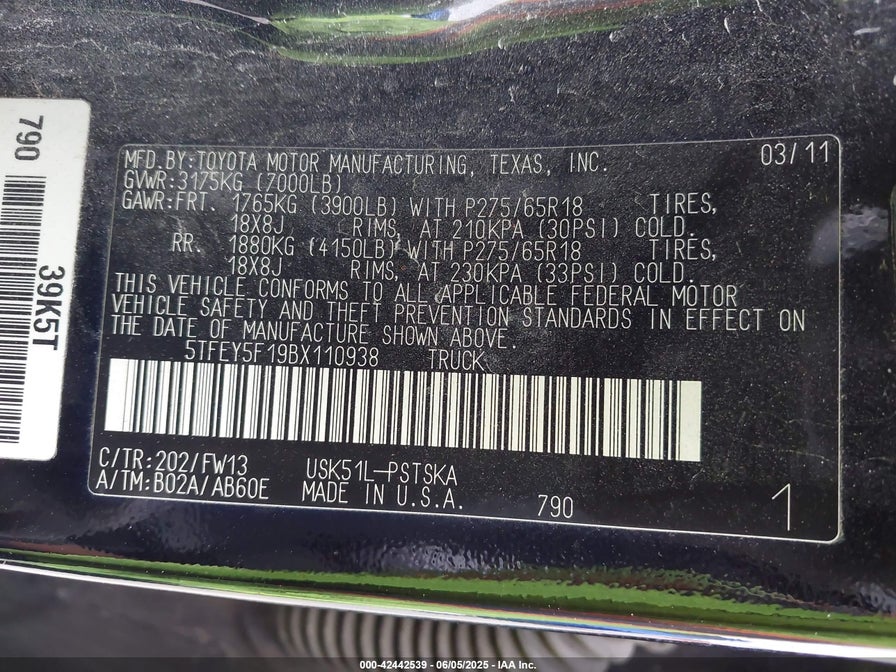 790
39K5T
MFD.BY:TOYOTA MOTOR MANUFACTURING, TEXAS, INC. 03/11
GVWR:3175KG (7000LB)
GAWR:FRT. 1765KG (3900LB) WITH P275/65R18 TIRES,
18X8J RIMS, AT 210KPA (30PSI) COLD.
RR. 1880KG (4150LB) WITH P275/65R18 TIRES,
18X8J RIMS, AT 230KPA (33PSI) COLD.
THIS VEHICLE CONFORMS TO ALL APPLICABLE FEDERAL MOTOR
VEHICLE SAFETY AND THEFT PREVENTION STANDARDS IN EFFECT ON
THE DATE OF MANUFACTURE SHOWN ABOVE.
5TFEY5F19BX110938 TRUCK
C/TR:202/FW13 USK51L-PSTSKA
A/TM:B02A/AB60E MADE IN U.S.A. 790 1
000-42442539 - 06/05/2025 - IAA Inc.